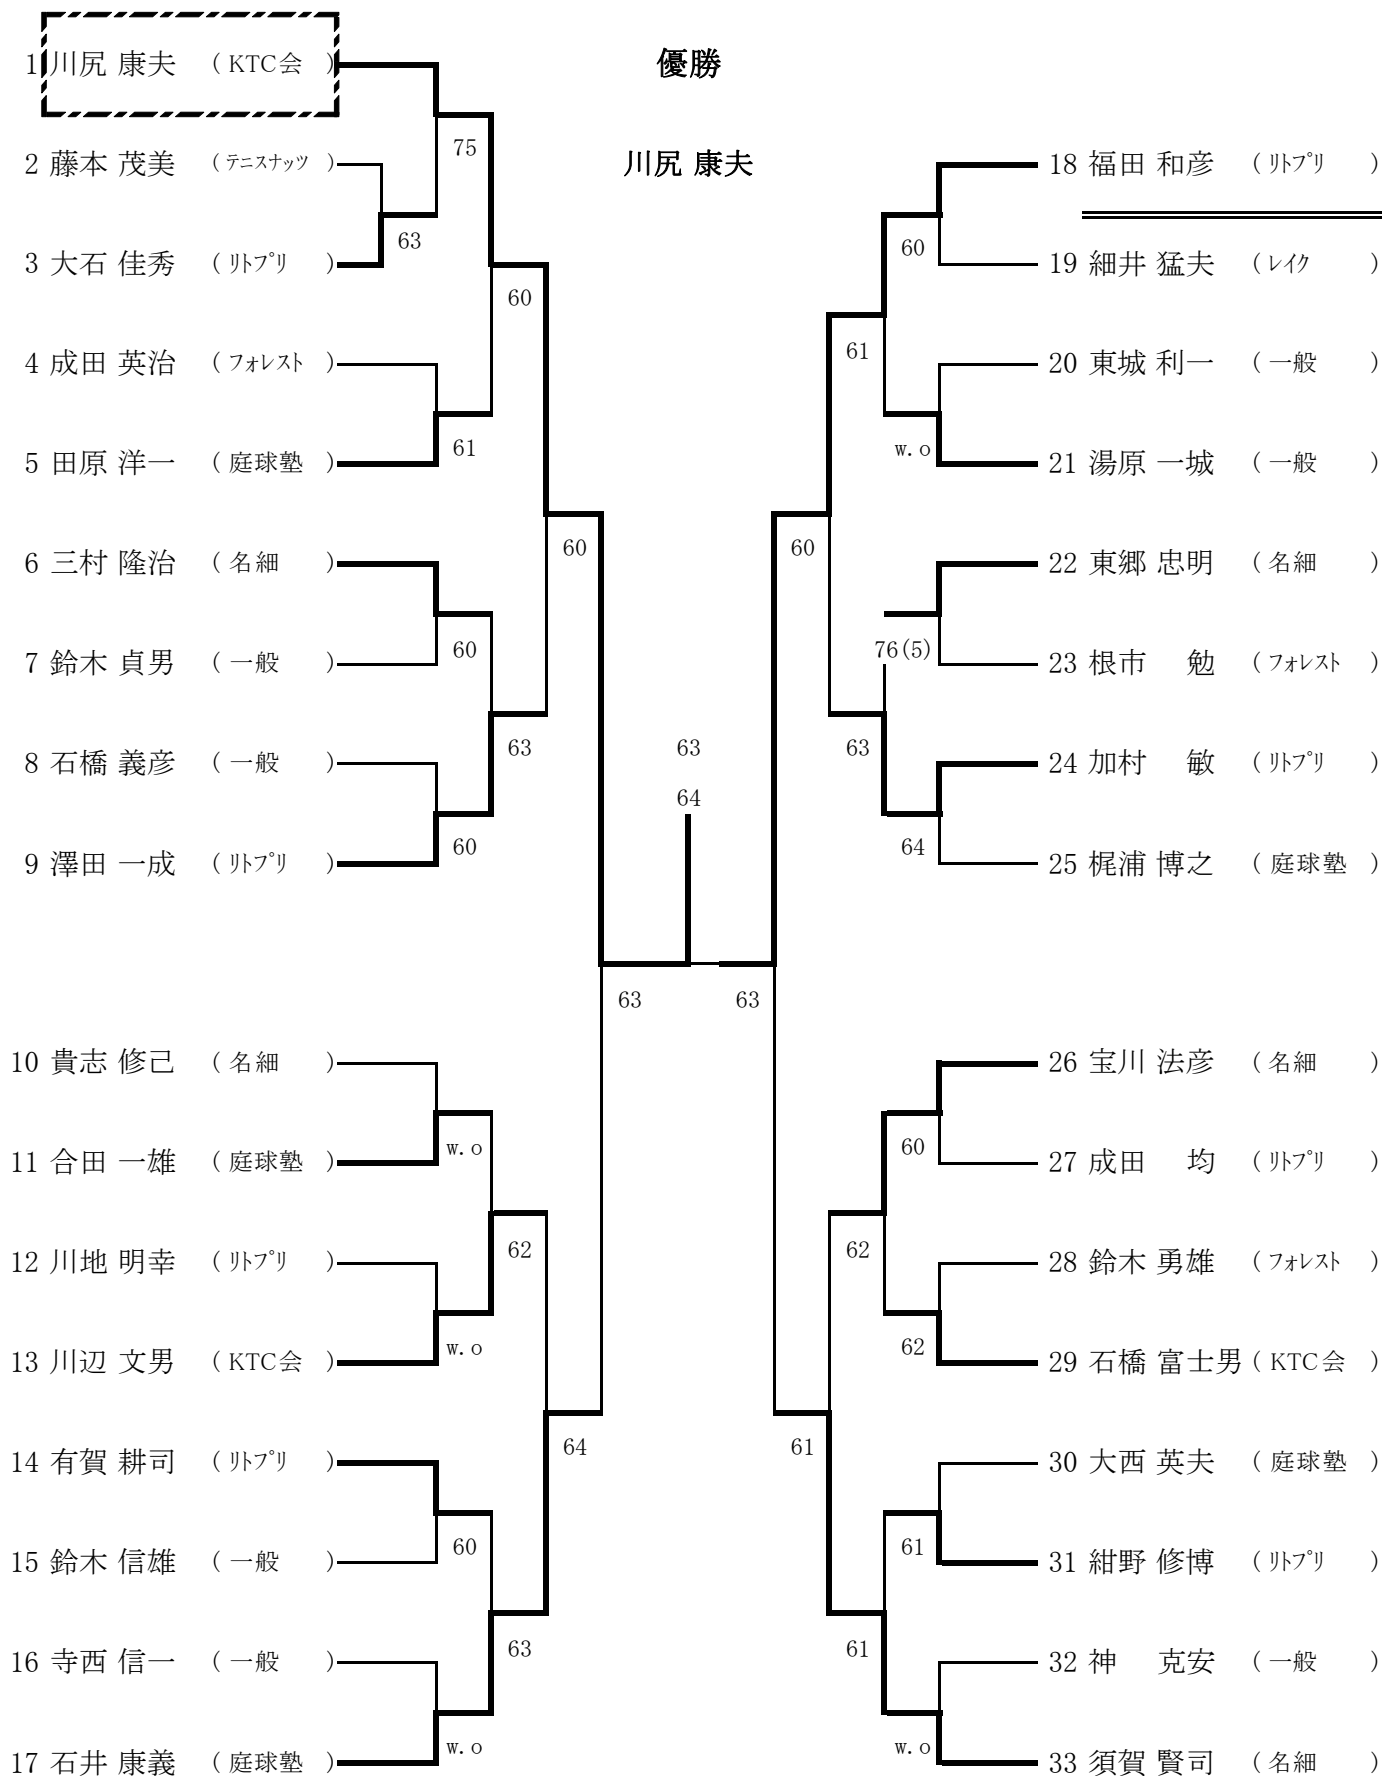 優勝
川尻 康夫
1 川尻 康夫 （KTC会 ）
2 藤本 茂美 （テニスナッツ ）
3 大石 佳秀 （リトプリ ）
4 成田 英治 （フォレスト ）
5 田原 洋一 （庭球塾 ）
6 三村 隆治 （名細 ）
7 鈴木 貞男 （一般 ）
8 石橋 義彦 （一般 ）
9 澤田 一成 （リトプリ ）
10 貴志 修己 （名細 ）
11 合田 一雄 （庭球塾 ）
12 川地 明幸 （リトプリ ）
13 川辺 文男 （KTC会 ）
14 有賀 耕司 （リトプリ ）
15 鈴木 信雄 （一般 ）
16 寺西 信一 （一般 ）
17 石井 康義 （庭球塾 ）
75
63
60
61
60
60
63
60
63
w.o
62
w.o
64
60
63
w.o
63
64
18 福田 和彦 （リトプリ ）
19 細井 猛夫 （レイク ）
20 東城 利一 （一般 ）
21 湯原 一城 （一般 ）
22 東郷 忠明 （名細 ）
23 根市 勉 （フォレスト ）
24 加村 敏 （リトプリ ）
25 梶浦 博之 （庭球塾 ）
26 宝川 法彦 （名細 ）
27 成田 均 （リトプリ ）
28 鈴木 勇雄 （フォレスト ）
29 石橋 富士男（KTC会 ）
30 大西 英夫 （庭球塾 ）
31 紺野 修博 （リトプリ ）
32 神 克安 （一般 ）
33 須賀 賢司 （名細 ）
60
61
w.o
60
76(5)
63
64
63
60
62
62
61
61
61
w.o